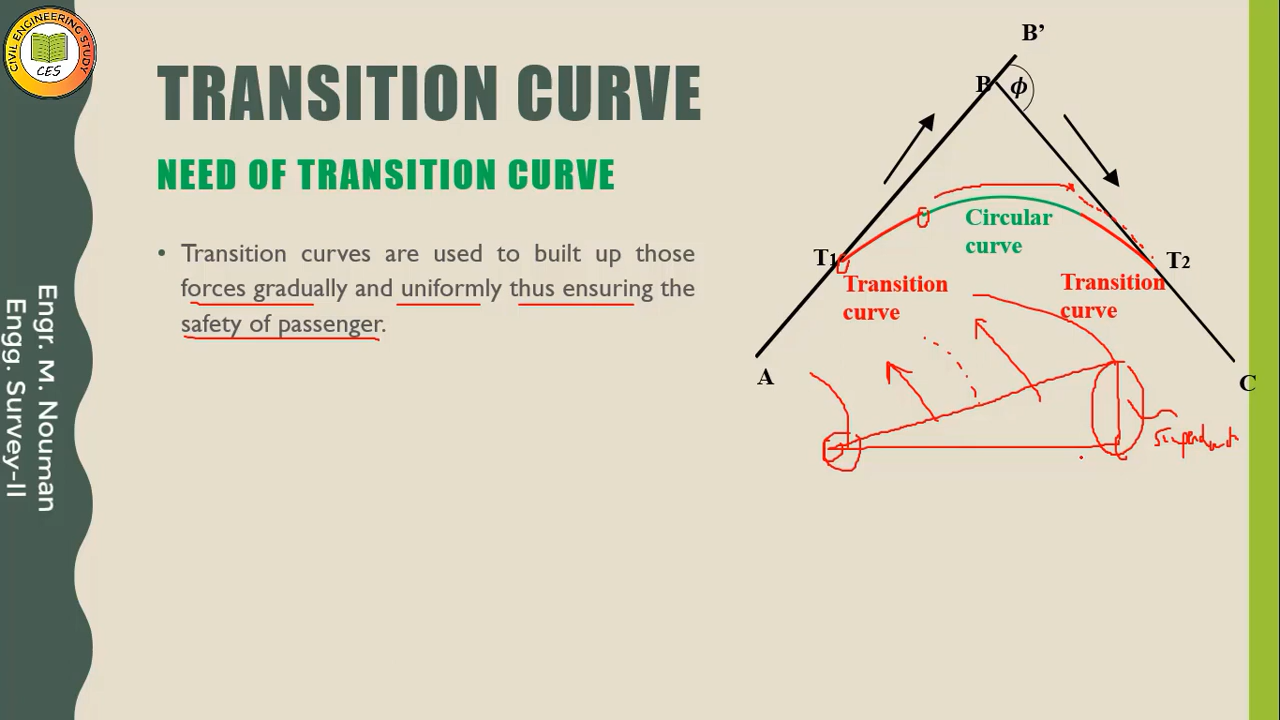 CIVIL ENGINEERING STUDY
CES
TRANSITION CURVE
NEED OF TRANSITION CURVE
• Transition curves are used to built up those
forces gradually and uniformly thus ensuring the
safety of passenger.
Engr. M. Nouman
Engg. Survey-II
B’
B
ϕ
Circular
curve
T1
T2
Transition
curve
Transition
curve
A
C